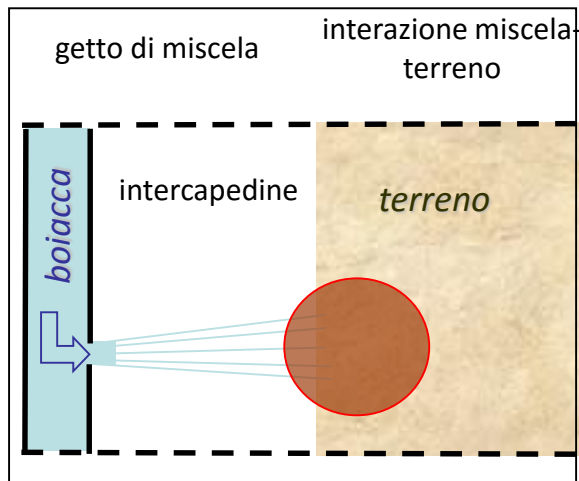 getto di miscela
interazione miscela-
terreno
boiacca
intercapedine
terreno